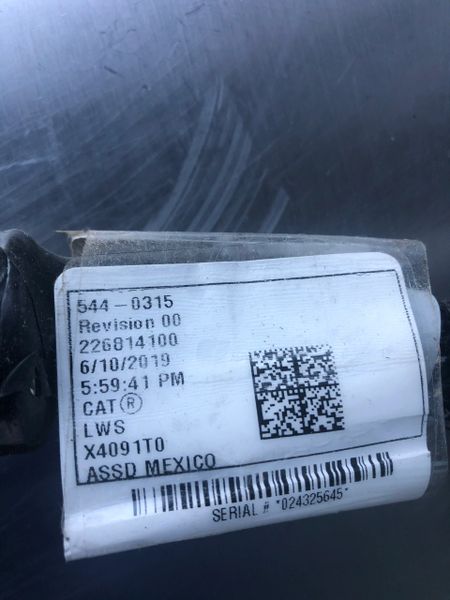 544-0315
Revision 00
226814100
6/10/2019
5:59:41 PM
CAT®
LWS
X4091T0
ASSD MEXICO
SERIAL # *024325645*